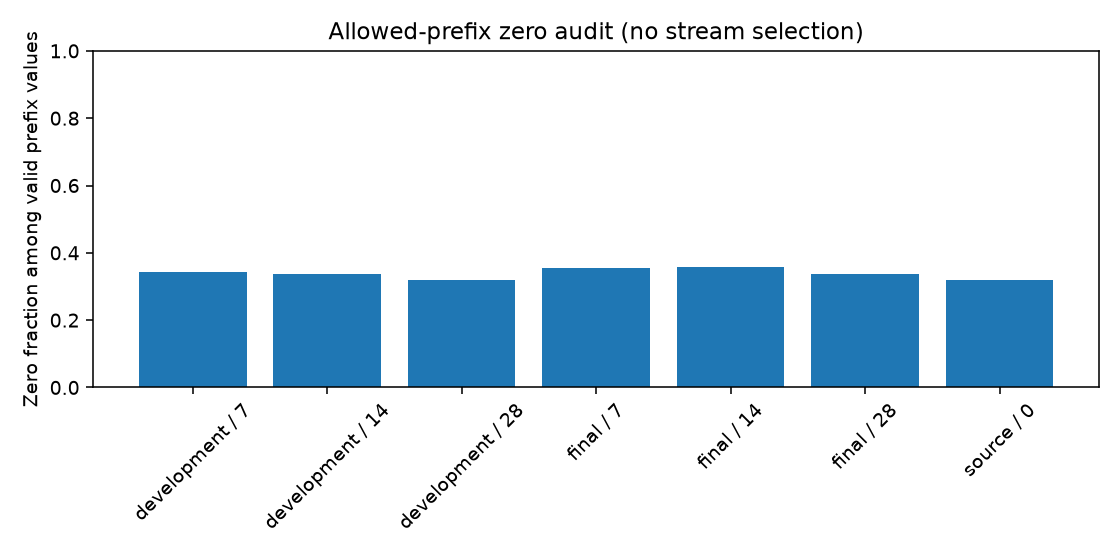 Allowed-prefix zero audit (no stream selection)
Zero fraction among valid prefix values
1.0
0.8
0.6
0.4
0.2
0.0
development / 7
development / 14
development / 28
final / 7
final / 14
final / 28
source / 0